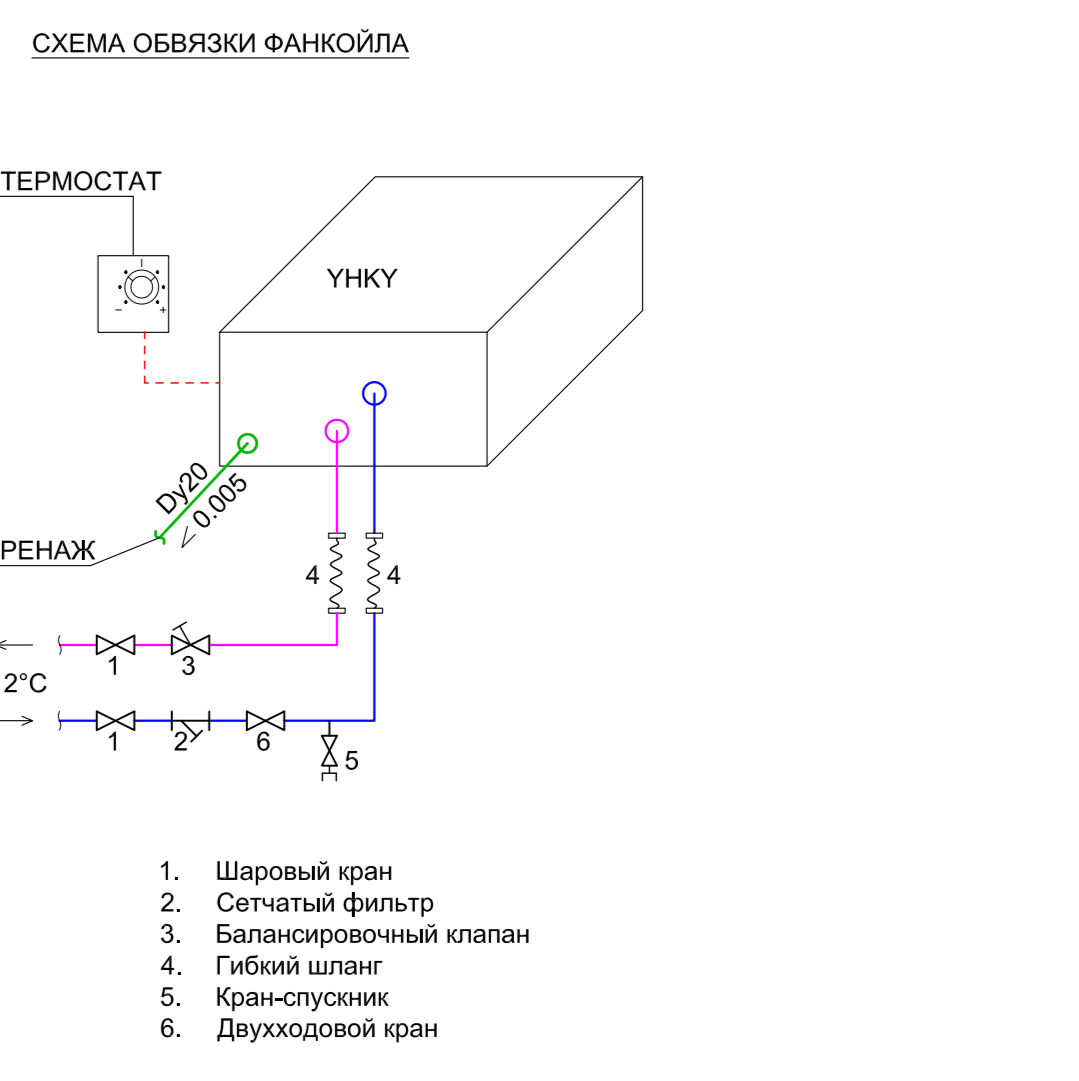 СХЕМА ОБВЯЗКИ ФАНКОЙЛА
ТЕРМОСТАТ
YHKY
− +
Dy20
0.005
РЕНАЖ
4 4
1 3
2°C
1 2 6
5
1. Шаровый кран
2. Сетчатый фильтр
3. Балансировочный клапан
4. Гибкий шланг
5. Кран-спускник
6. Двухходовой кран